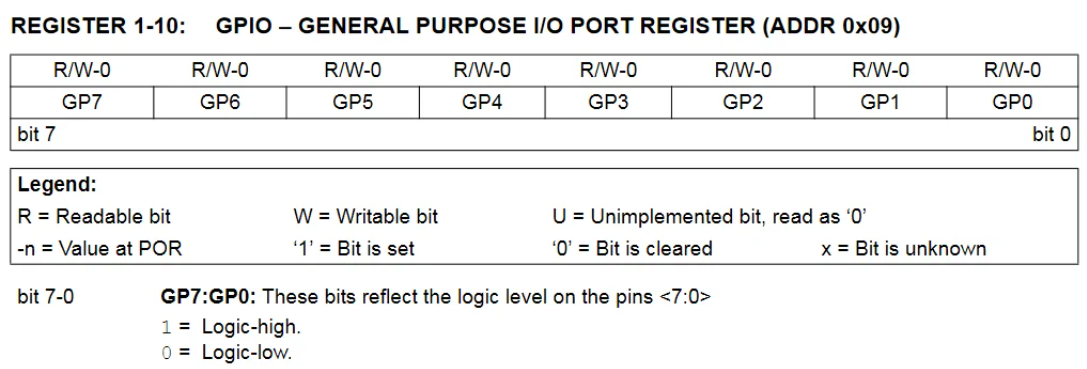 REGISTER 1-10: GPIO – GENERAL PURPOSE I/O PORT REGISTER (ADDR 0x09)
R/W-0 R/W-0 R/W-0 R/W-0 R/W-0 R/W-0 R/W-0 R/W-0
GP7 GP6 GP5 GP4 GP3 GP2 GP1 GP0
bit 7 bit 0
Legend:
R = Readable bit W = Writable bit U = Unimplemented bit, read as ‘0’
-n = Value at POR ‘1’ = Bit is set ‘0’ = Bit is cleared x = Bit is unknown
bit 7-0 GP7:GP0: These bits reflect the logic level on the pins <7:0>
1 = Logic-high.
0 = Logic-low.